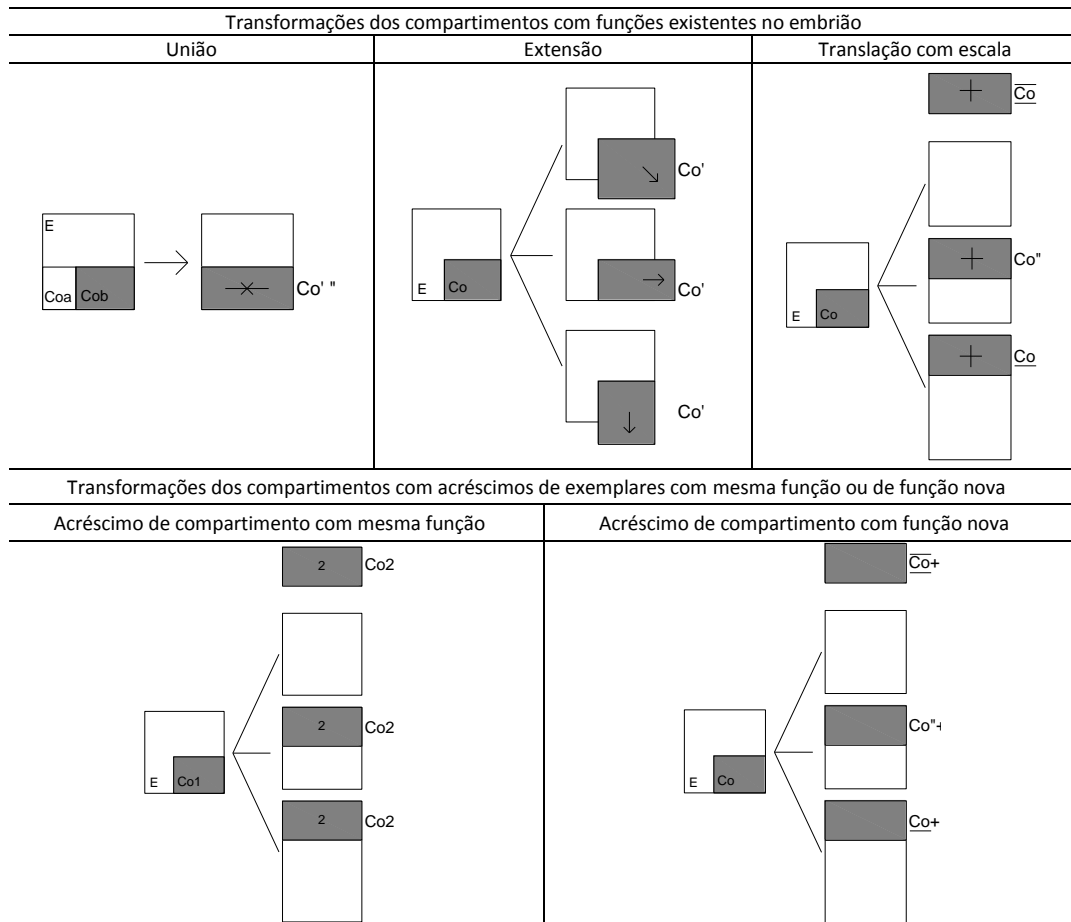 Transformações dos compartimentos com funções existentes no embrião
União
Extensão
Translação com escala
E
Coa Cob
Co' "
E Co
Co'
Co'
Co'
E Co
Co
Co"
Co
Transformações dos compartimentos com acréscimos de exemplares com mesma função ou de função nova
Acréscimo de compartimento com mesma função
Acréscimo de compartimento com função nova
E Co1
2 Co2
2 Co2
2 Co2
E Co
Co+
Co"+
Co+